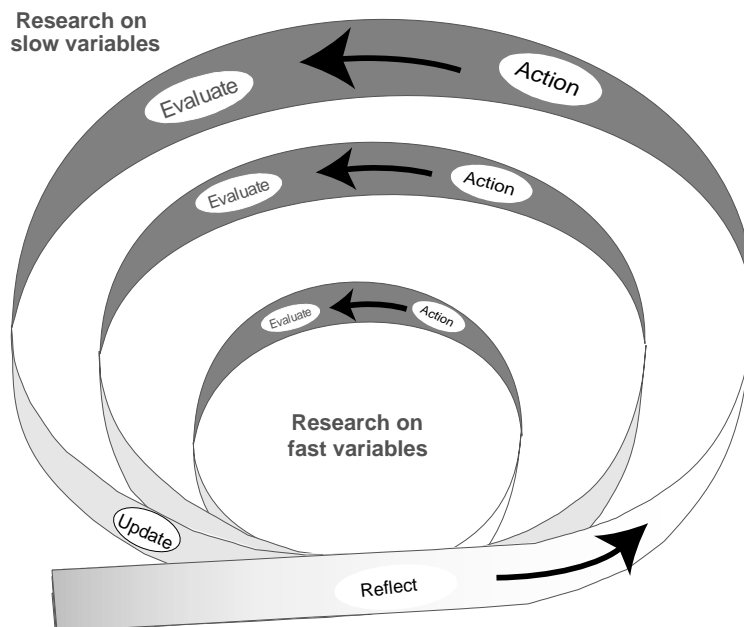 Research on
slow variables
Action
Evaluate
Action
Evaluate
Action
Evaluate
Research on
fast variables
Update
Reflect